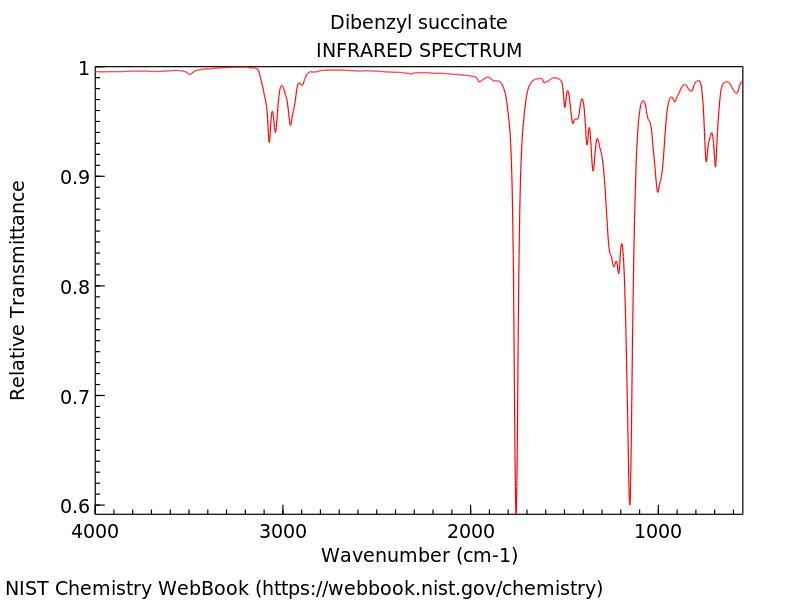 Dibenzyl succinate
INFRARED SPECTRUM
1
0.9
0.8
0.7
0.6
Relative Transmittance
4000 3000 2000 1000
Wavenumber (cm-1)
NIST Chemistry WebBook (https://webbook.nist.gov/chemistry)